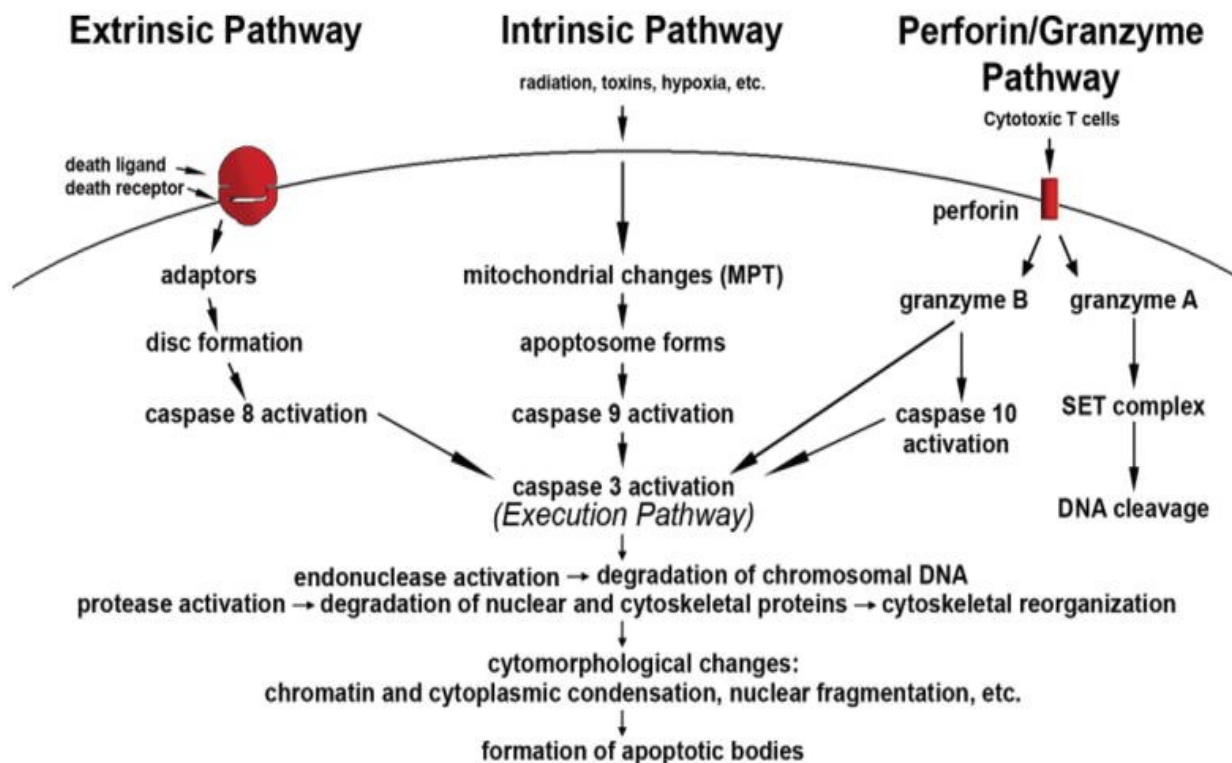 Extrinsic Pathway
Intrinsic Pathway
Perforin/Granzyme
Pathway
radiation, toxins, hypoxia, etc.
Cytotoxic T cells
death ligand
death receptor
perforin
adaptors
mitochondrial changes (MPT)
granzyme B
granzyme A
disc formation
apoptosome forms
caspase 8 activation
caspase 9 activation
caspase 10
activation
SET complex
caspase 3 activation
(Execution Pathway)
DNA cleavage
endonuclease activation → degradation of chromosomal DNA
protease activation → degradation of nuclear and cytoskeletal proteins → cytoskeletal reorganization
cytomorphological changes:
chromatin and cytoplasmic condensation, nuclear fragmentation, etc.
formation of apoptotic bodies